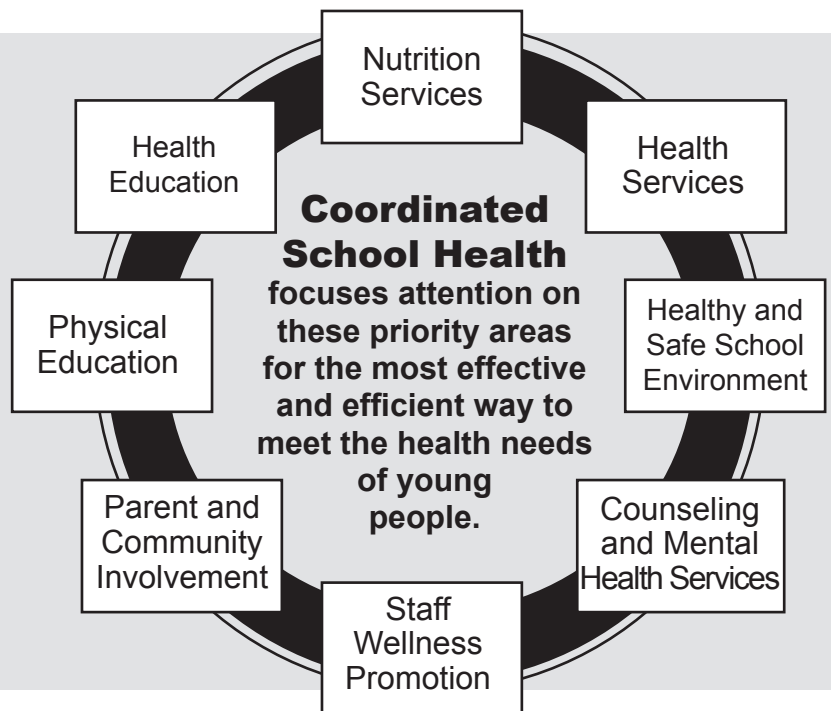 Nutrition
Services
Health
Services
Healthy and
Safe School
Environment
Counseling
and Mental
Health Services
Staff
Wellness
Promotion
Parent and
Community
Involvement
Physical
Education
Health
Education
Coordinated
School Health
focuses attention on
these priority areas
for the most effective
and efficient way to
meet the health needs
of young
people.